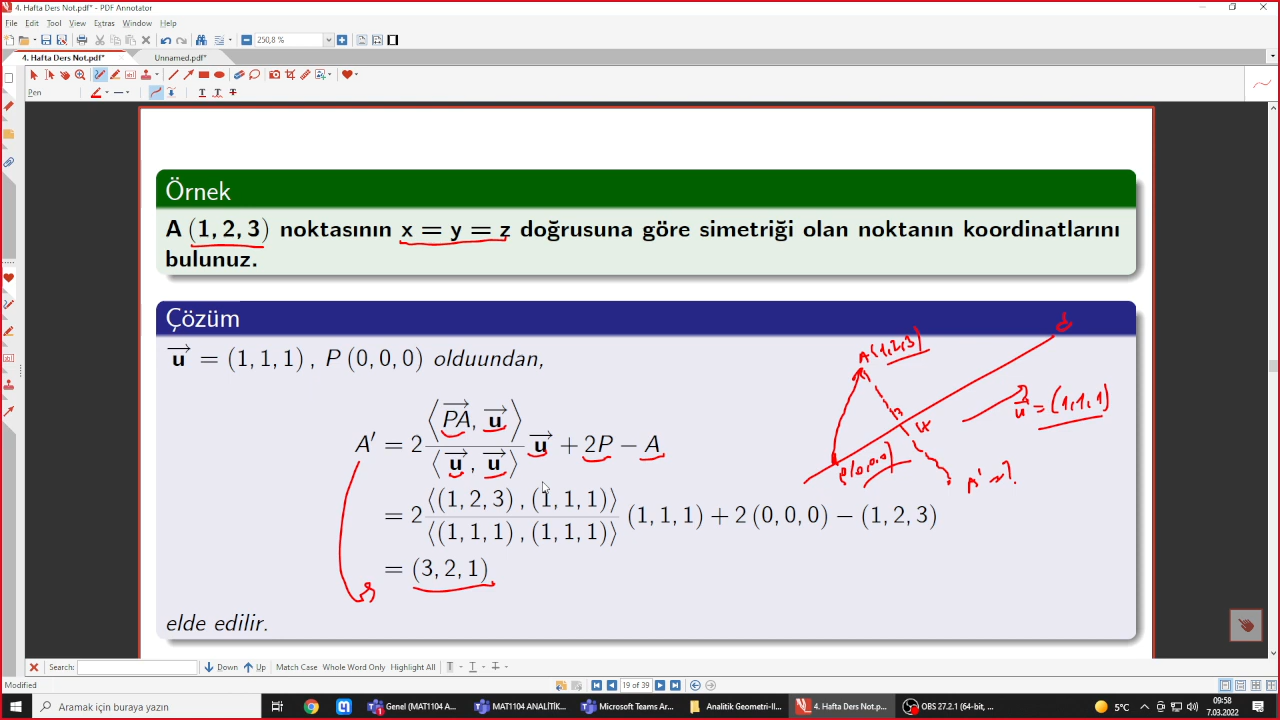 4. Hafta Ders Not.pdf* - PDF Annotator
File Edit Tool View Extras Window Help
250,8 %
4. Hafta Ders Not.pdf* Unnamed.pdf*
Pen
Örnek
A (1, 2, 3) noktasının x = y = z doğrusuna göre simetriği olan noktanın koordinatlarını
bulunuz.
Çözüm
u = (1, 1, 1) , P (0, 0, 0) olduundan,
A′ = 2 ⟨PA, u⟩ / ⟨u, u⟩ u + 2P − A
= 2 ⟨(1, 2, 3) , (1, 1, 1)⟩ / ⟨(1, 1, 1) , (1, 1, 1)⟩ (1, 1, 1) + 2 (0, 0, 0) − (1, 2, 3)
= (3, 2, 1)
elde edilir.
d
A(1,2,3)
u = (1,1,1)
H
P(0,0,0)
A' = ?
Search: Down Up Match Case Whole Word Only Highlight All
Modified
19 of 39
Aramak için buraya yazın
Genel (MAT1104 A... MAT1104 ANALİTİK... Microsoft Teams Ar... Analitik Geometri-II... 4. Hafta Ders Not.p... OBS 27.2.1 (64-bit, ...
5°C
09:58
7.03.2022